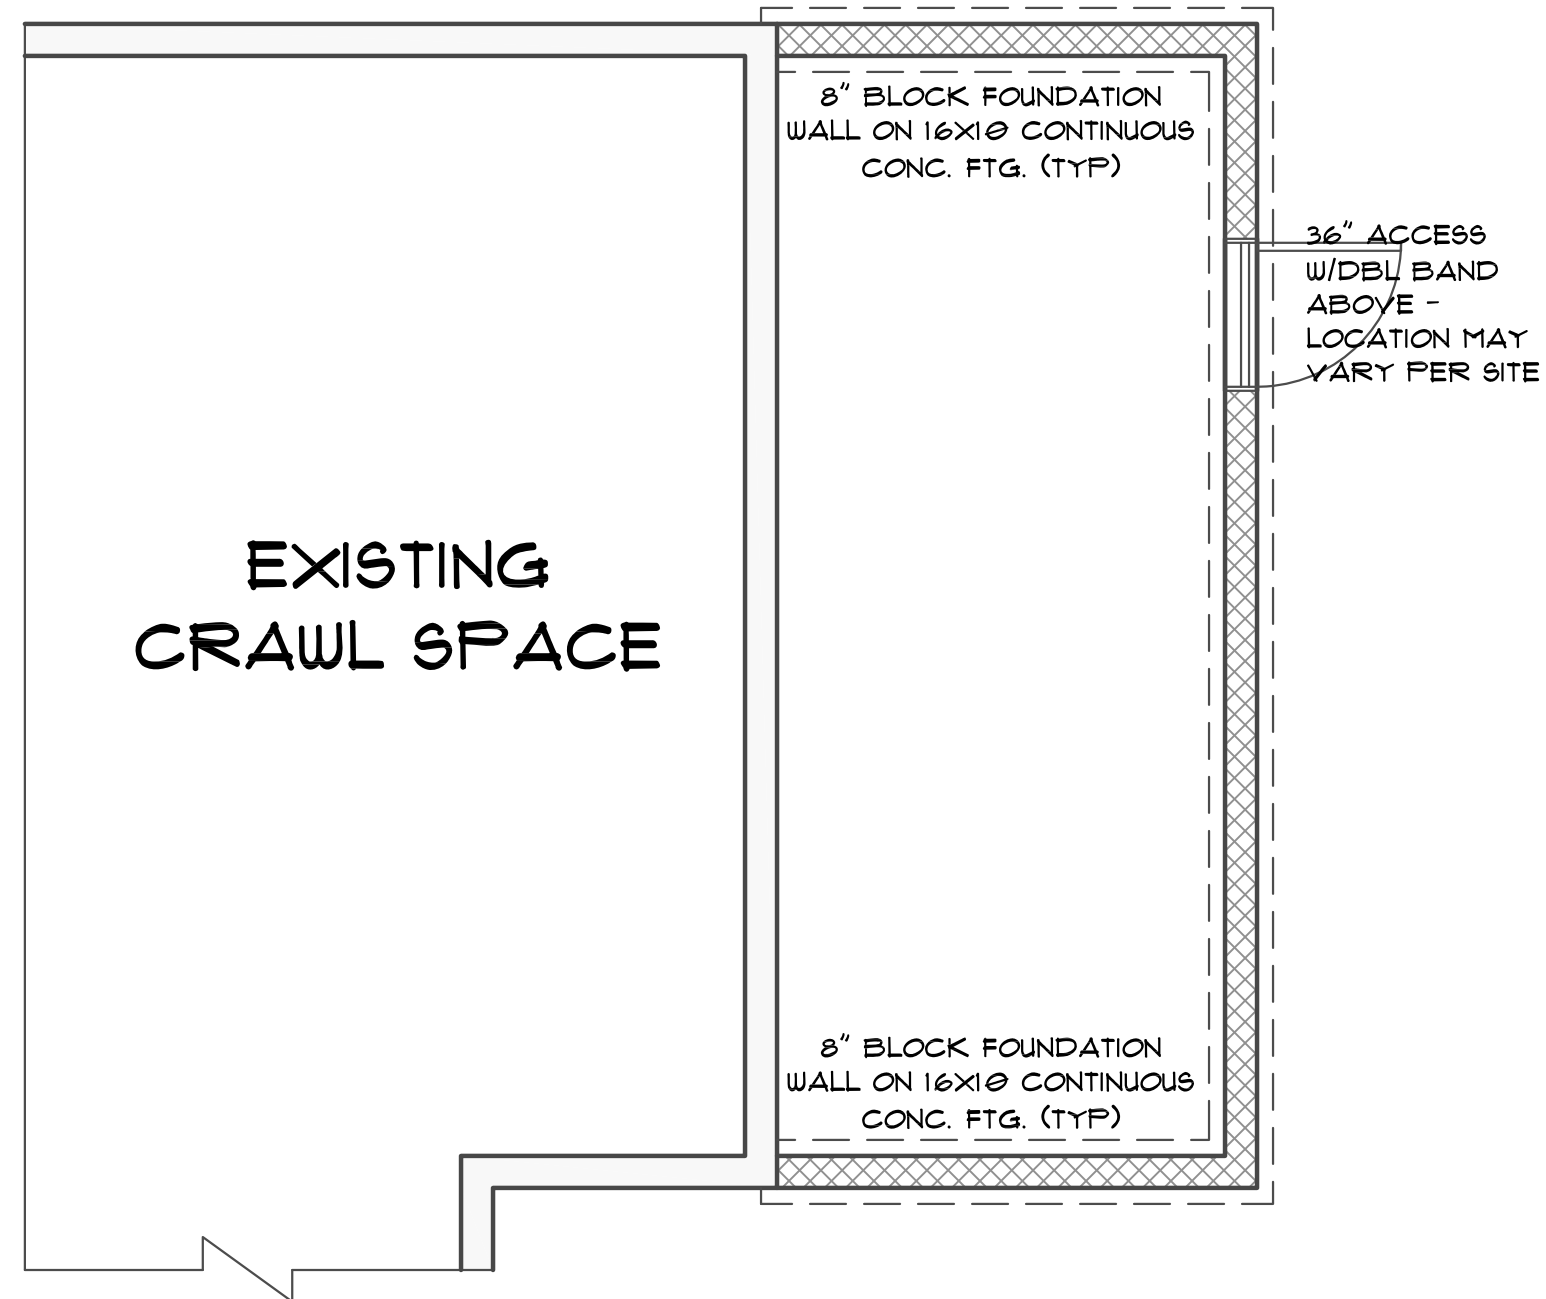 8" BLOCK FOUNDATION
WALL ON 16X10 CONTINUOUS
CONC. FTG. (TYP)
36" ACCESS
W/DBL BAND
ABOVE -
LOCATION MAY
VARY PER SITE
EXISTING
CRAWL SPACE
8" BLOCK FOUNDATION
WALL ON 16X10 CONTINUOUS
CONC. FTG. (TYP)